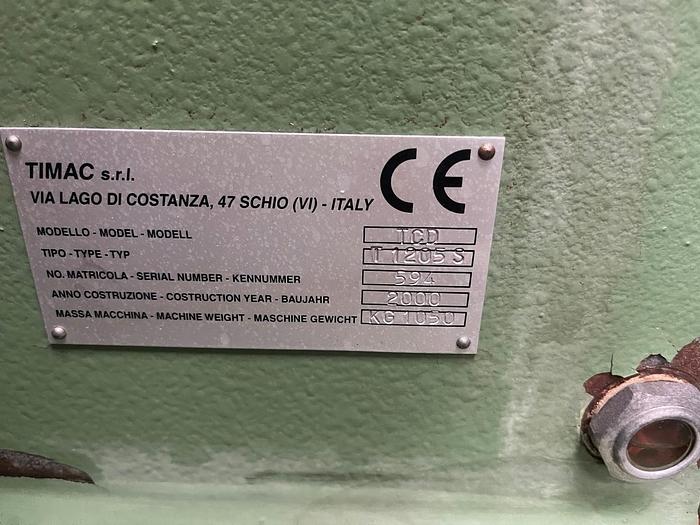 TIMAC s.r.l.
CE
VIA LAGO DI COSTANZA, 47 SCHIO (VI) - ITALY
MODELLO - MODEL - MODELL TCD
TIPO - TYPE - TYP T 1205 S
NO. MATRICOLA - SERIAL NUMBER - KENNUMMER 594
ANNO COSTRUZIONE - COSTRUCTION YEAR - BAUJAHR 2000
MASSA MACCHINA - MACHINE WEIGHT - MASCHINE GEWICHT KG 1050